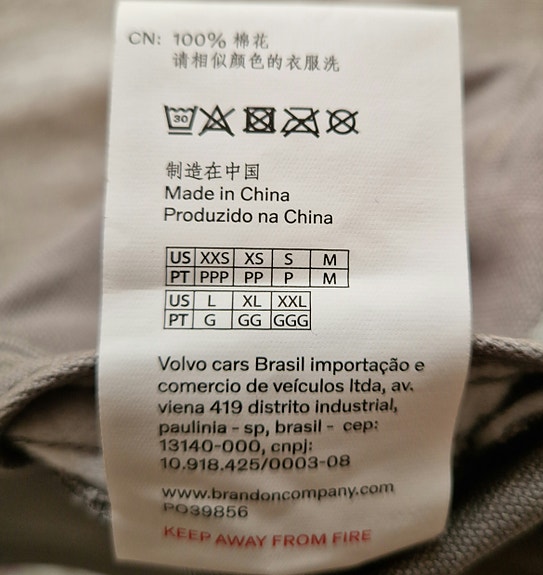 CN: 100% 棉花
请相似颜色的衣服洗
30
制造在中国
Made in China
Produzido na China
US XXS XS S M
PT PPP PP P M
US L XL XXL
PT G GG GGG
Volvo cars Brasil importação e
comercio de veículos ltda, av.
viena 419 distrito industrial,
paulinia - sp, brasil - cep:
13140-000, cnpj:
10.918.425/0003-08
www.brandoncompany.com
PO39856
KEEP AWAY FROM FIRE